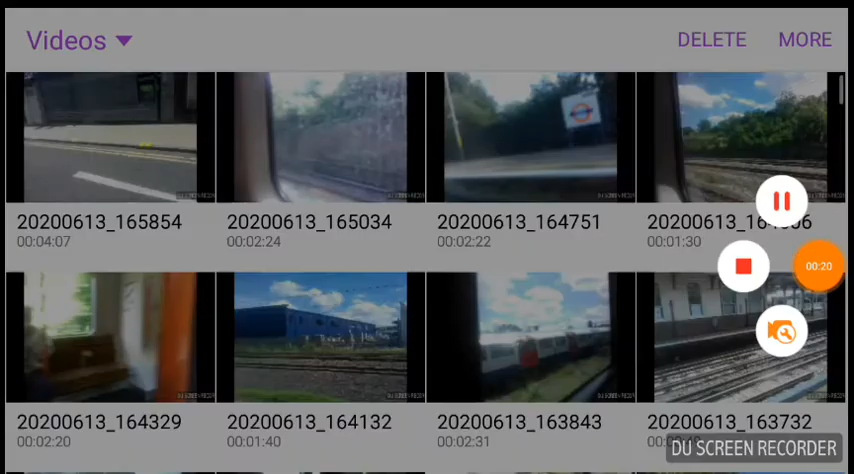 Videos
DELETE MORE
20200613_165854 20200613_165034 20200613_164751
00:04:07 00:02:24 00:02:22 00:01:30
00:20
20200613_164329 20200613_164132 20200613_163843 20200613_163732
00:02:20 00:01:40 00:02:31
DU SCREEN RECORDER